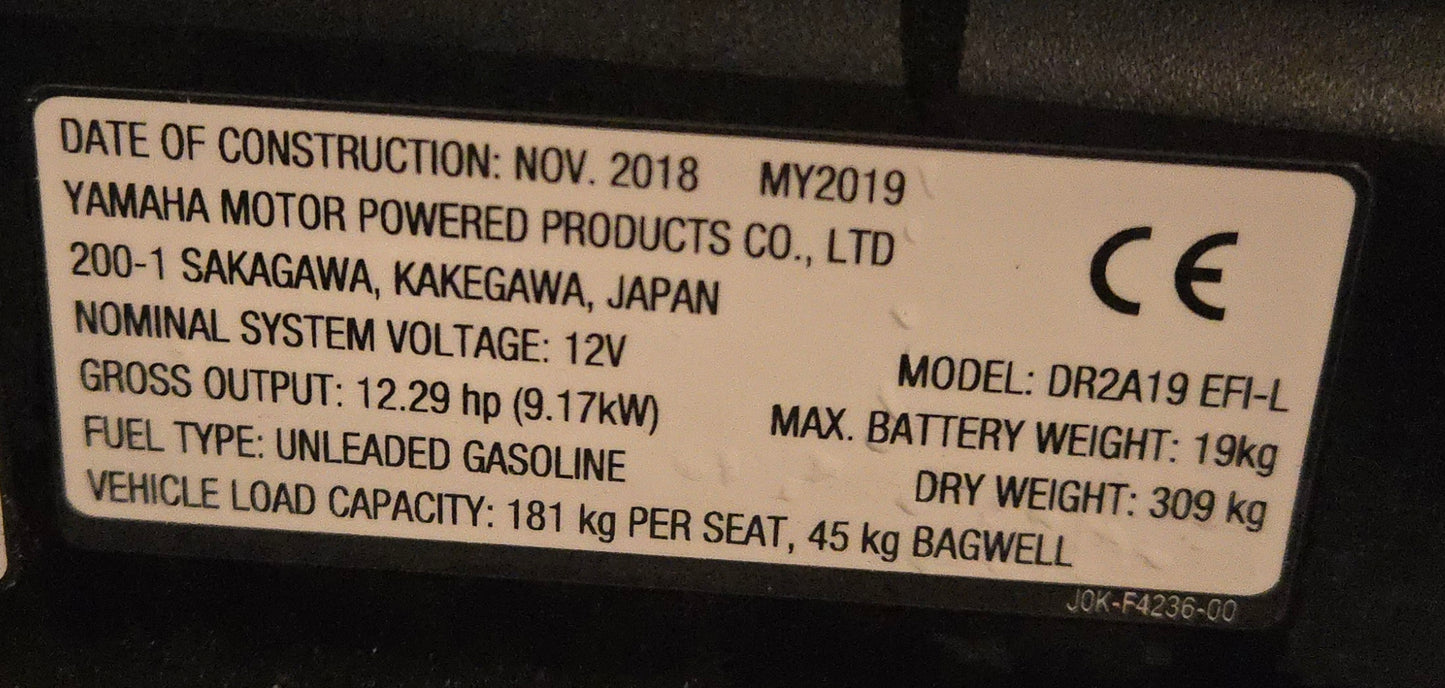 DATE OF CONSTRUCTION: NOV. 2018 MY2019
YAMAHA MOTOR POWERED PRODUCTS CO., LTD
200-1 SAKAGAWA, KAKEGAWA, JAPAN
CE
NOMINAL SYSTEM VOLTAGE: 12V
MODEL: DR2A19 EFI-L
GROSS OUTPUT: 12.29 hp (9.17kW)
MAX. BATTERY WEIGHT: 19kg
FUEL TYPE: UNLEADED GASOLINE
DRY WEIGHT: 309 kg
VEHICLE LOAD CAPACITY: 181 kg PER SEAT, 45 kg BAGWELL
J0K-F4236-00